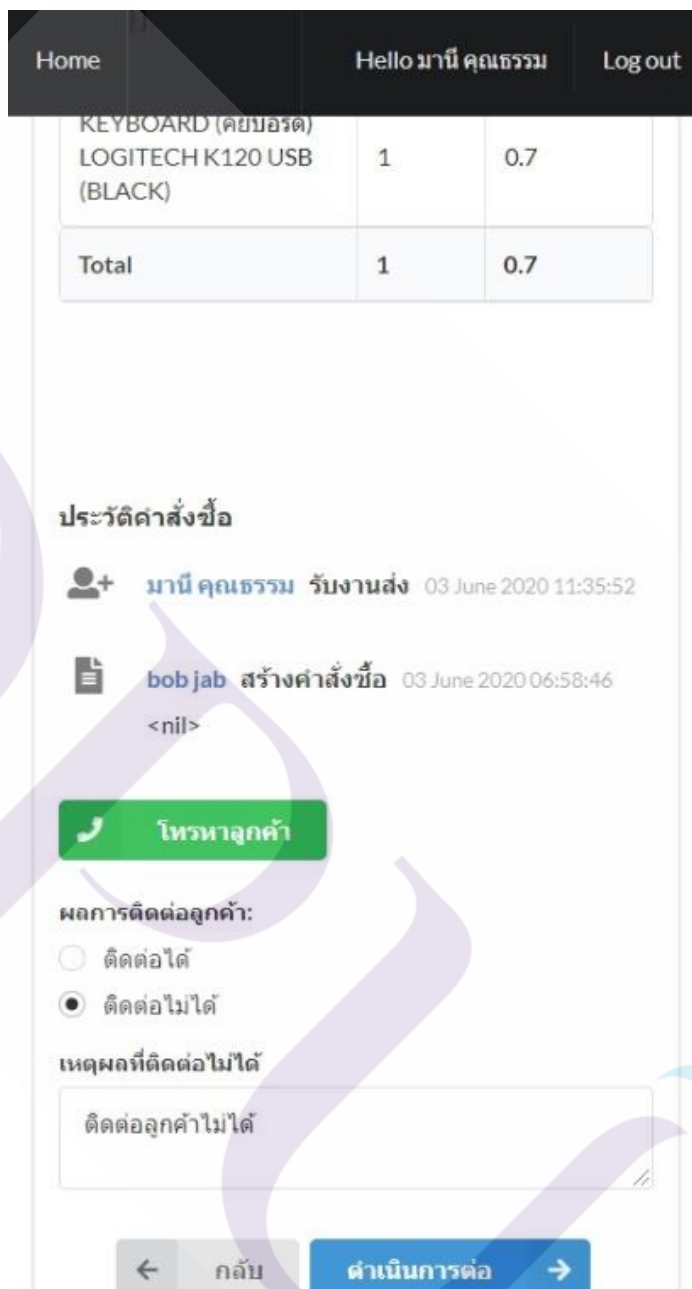 Home Hello มานี คุณธรรม Log out
KEYBOARD (คีย์บอร์ด)
LOGITECH K120 USB 1 0.7
(BLACK)
Total 1 0.7
ประวัติคำสั่งซื้อ
มานี คุณธรรม รับงานส่ง 03 June 2020 11:35:52
bob jab สร้างคำสั่งซื้อ 03 June 2020 06:58:46
<nil>
โทรหาลูกค้า
ผลการติดต่อลูกค้า:
ติดต่อได้
ติดต่อไม่ได้
เหตุผลที่ติดต่อไม่ได้
ติดต่อลูกค้าไม่ได้
กลับ ดำเนินการต่อ